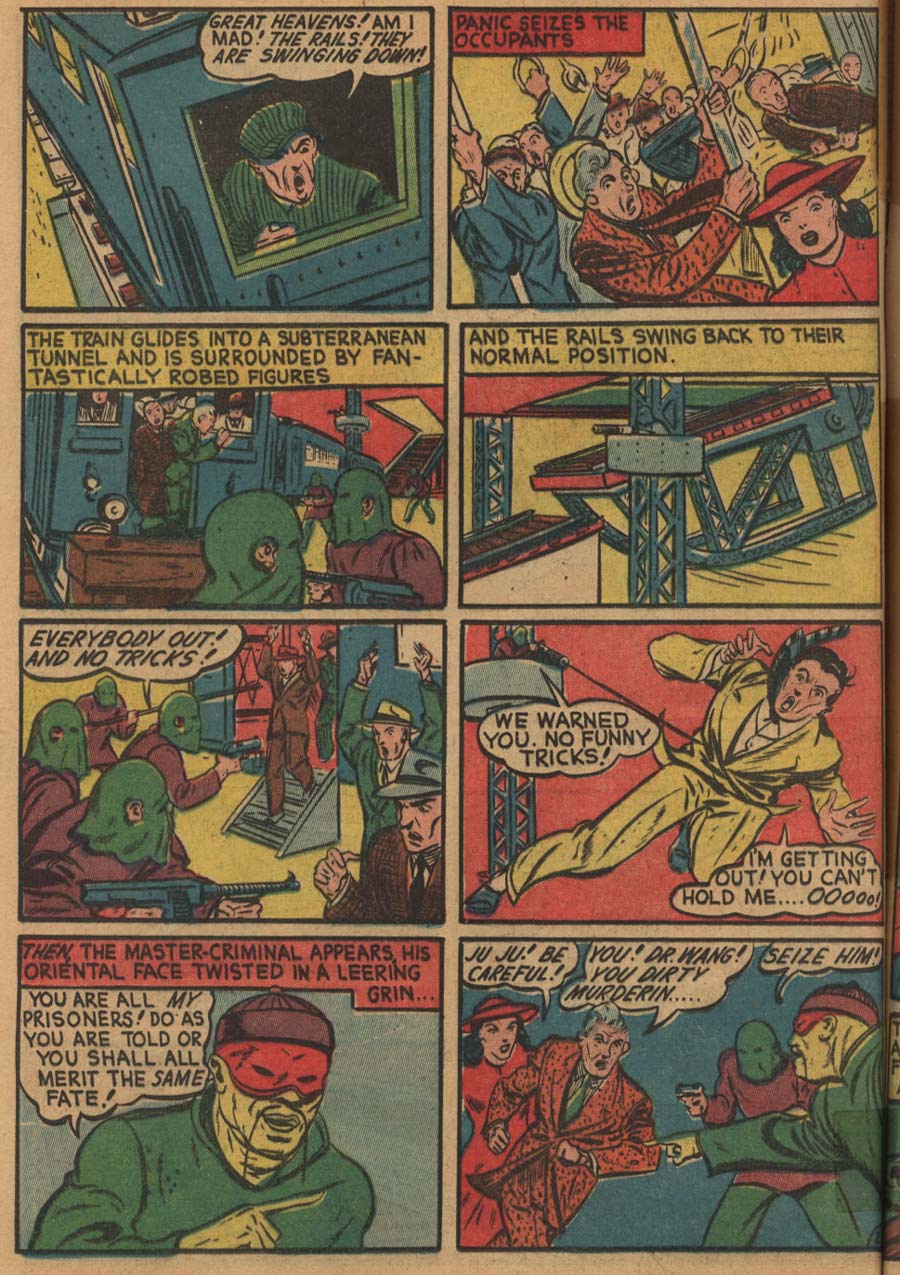 GREAT HEAVENS! AM I
MAD! THE RAILS! THEY
ARE SWINGING DOWN!
PANIC SEIZES THE
OCCUPANTS
THE TRAIN GLIDES INTO A SUBTERRANEAN
TUNNEL AND IS SURROUNDED BY FAN-
TASTICALLY ROBED FIGURES
AND THE RAILS SWING BACK TO THEIR
NORMAL POSITION.
EVERYBODY OUT!
AND NO TRICKS!
WE WARNED
YOU. NO FUNNY
TRICKS!
I'M GETTING
OUT! YOU CAN'T
HOLD ME....OOOOO!
THEN, THE MASTER-CRIMINAL APPEARS, HIS
ORIENTAL FACE TWISTED IN A LEERING
GRIN...
YOU ARE ALL MY
PRISONERS! DO AS
YOU ARE TOLD OR
YOU SHALL ALL
MERIT THE SAME
FATE!
JU JU! BE
CAREFUL!
YOU! DR. WANG!
YOU DIRTY
MURDERIN.....
SEIZE HIM!